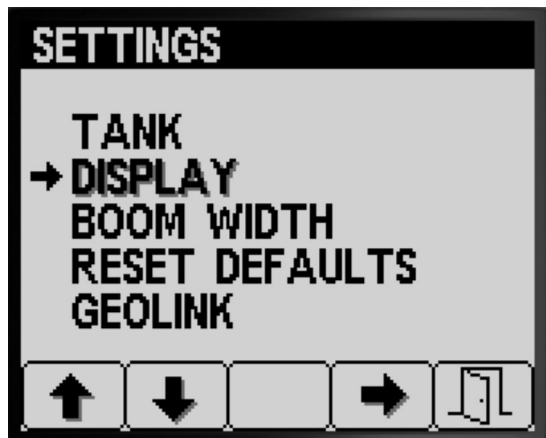 SETTINGS
TANK
DISPLAY
BOOM WIDTH
RESET DEFAULTS
GEOLINK